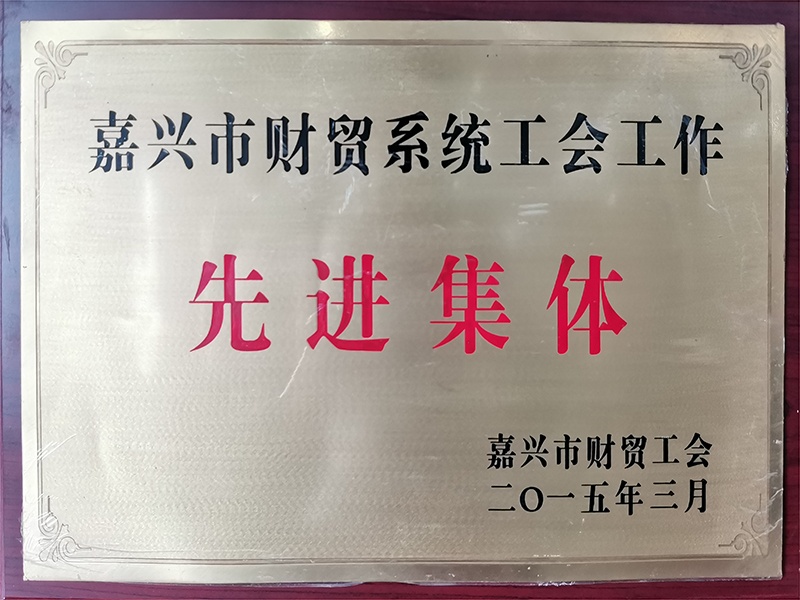 嘉兴市财贸系统工会工作
先进集体
嘉兴市财贸工会
二〇一五年三月